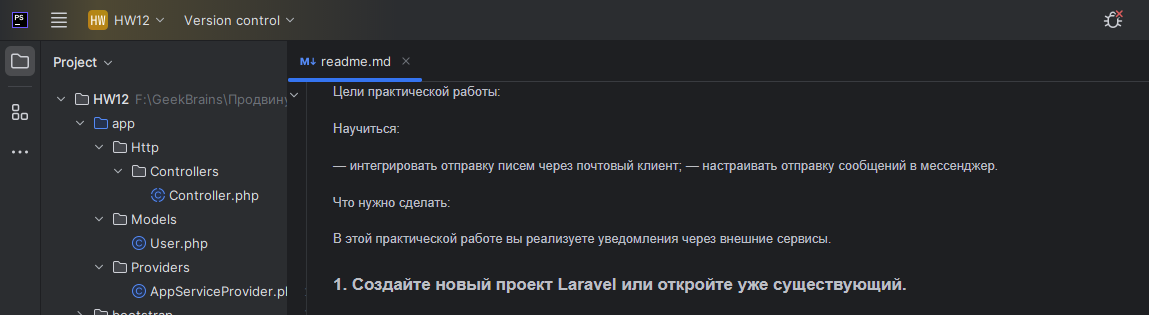 PS
HW HW12 Version control
Project
M↓ readme.md
HW12 F:\GeekBrains\Продвину
app
Http
Controllers
Controller.php
Models
User.php
Providers
AppServiceProvider.pl
bootstrap
Цели практической работы:
Научиться:
— интегрировать отправку писем через почтовый клиент; — настраивать отправку сообщений в мессенджер.
Что нужно сделать:
В этой практической работе вы реализуете уведомления через внешние сервисы.
1. Создайте новый проект Laravel или откройте уже существующий.